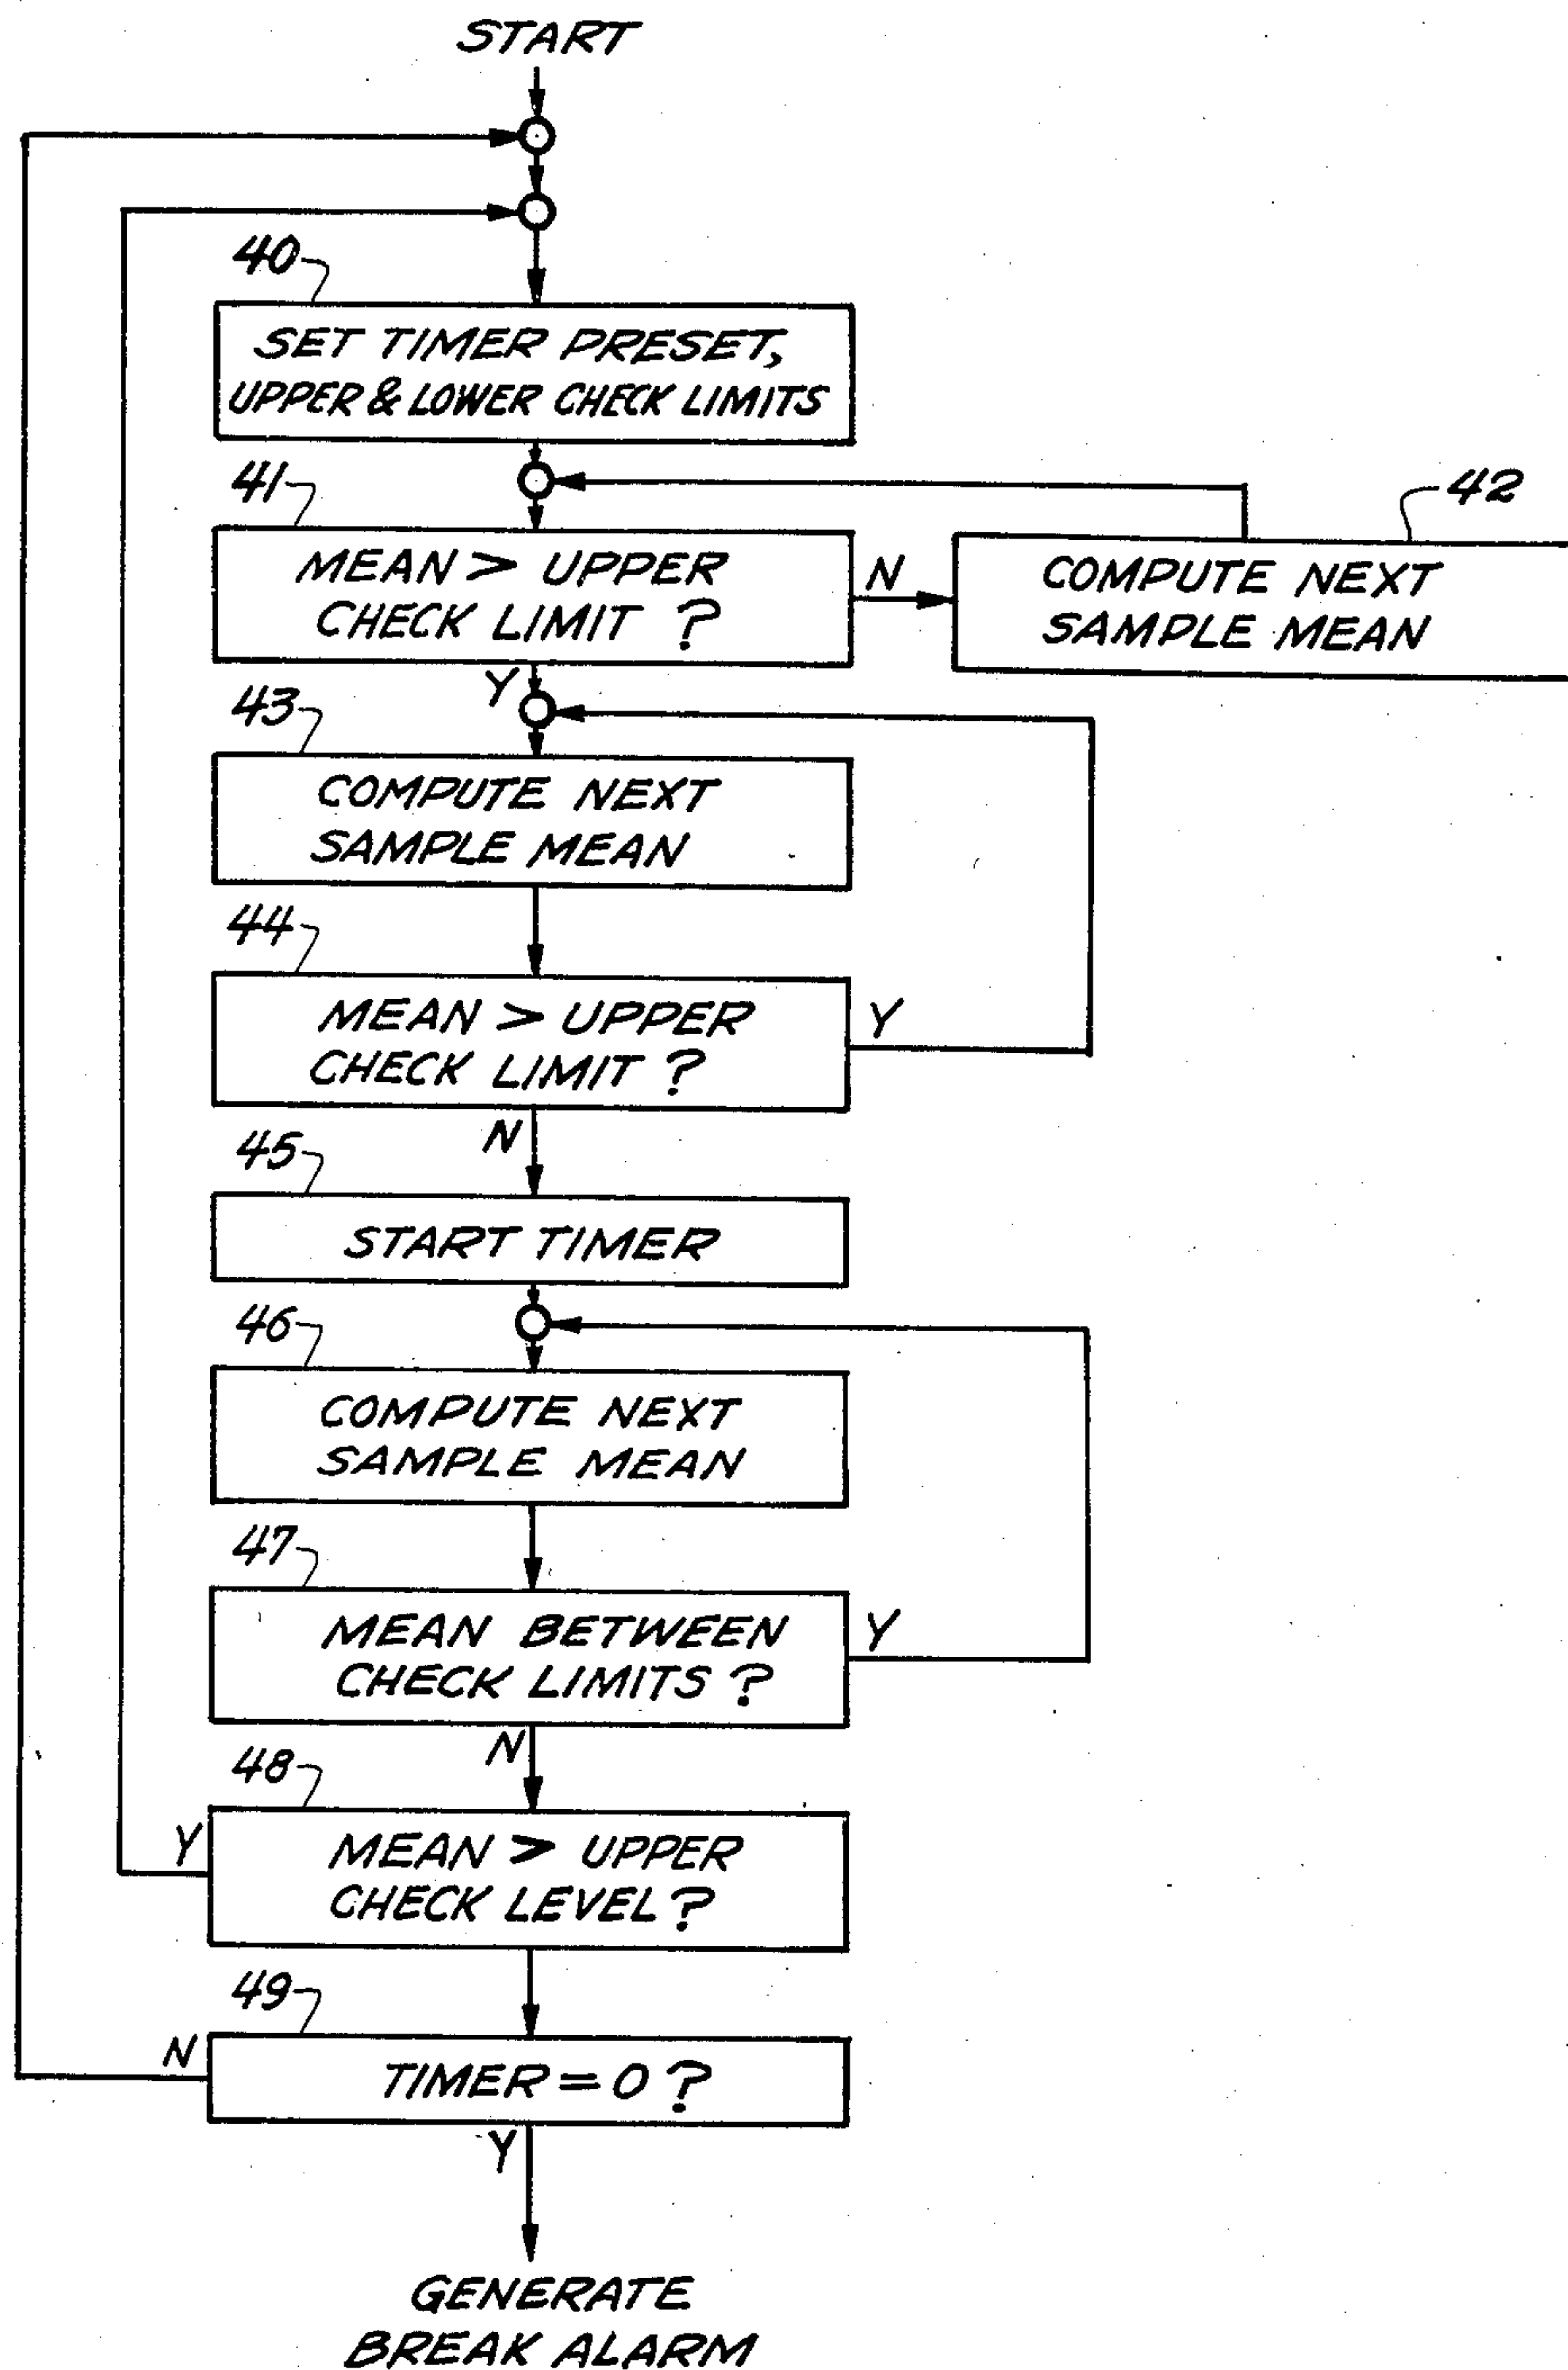 START
40
SET TIMER PRESET,
UPPER & LOWER CHECK LIMITS
41
MEAN > UPPER
CHECK LIMIT ?
N
42
COMPUTE NEXT
SAMPLE MEAN
Y
43
COMPUTE NEXT
SAMPLE MEAN
44
MEAN > UPPER
CHECK LIMIT ?
Y
N
45
START TIMER
46
COMPUTE NEXT
SAMPLE MEAN
47
MEAN BETWEEN
CHECK LIMITS ?
Y
N
48
Y
MEAN > UPPER
CHECK LEVEL ?
49
N
TIMER = 0 ?
Y
GENERATE
BREAK ALARM